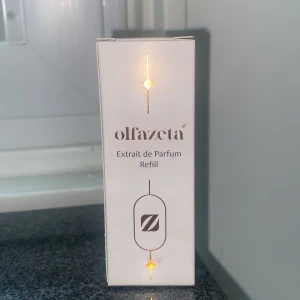 olfazeta
Extrait de Parfum
Refill
Z